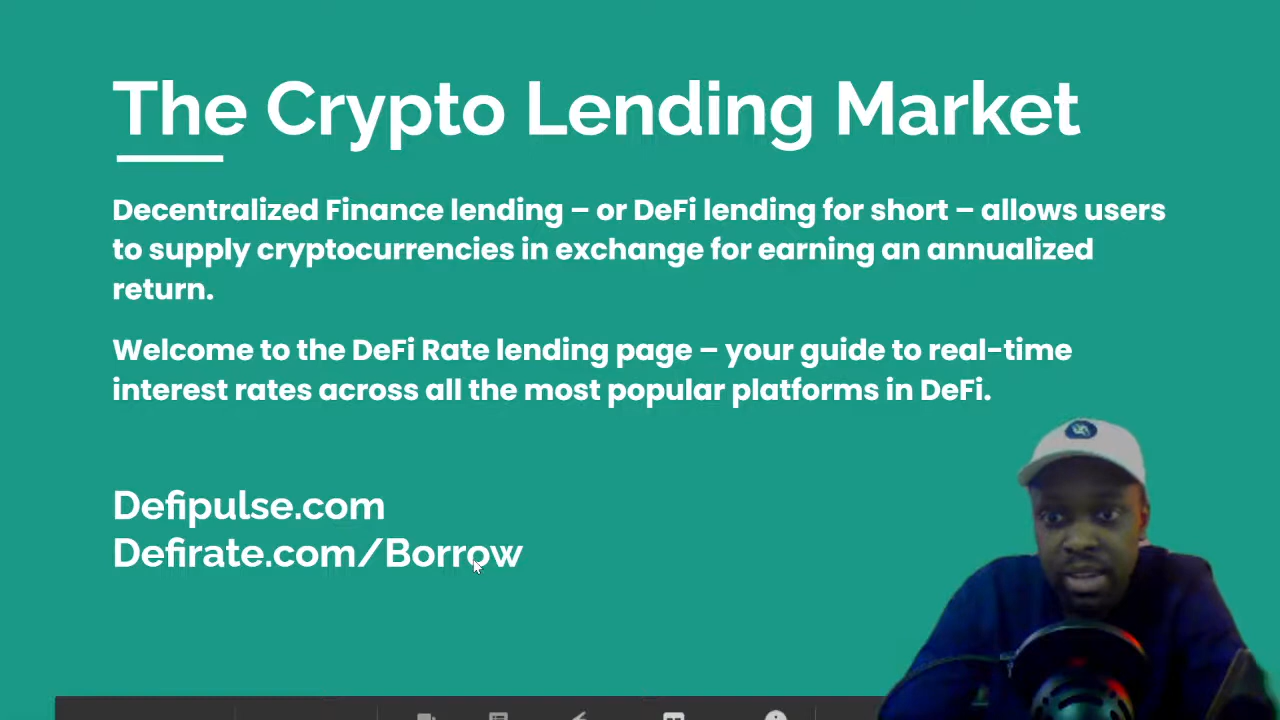 The Crypto Lending Market
Decentralized Finance lending – or DeFi lending for short – allows users
to supply cryptocurrencies in exchange for earning an annualized
return.
Welcome to the DeFi Rate lending page – your guide to real-time
interest rates across all the most popular platforms in DeFi.
Defipulse.com
Defirate.com/Borrow